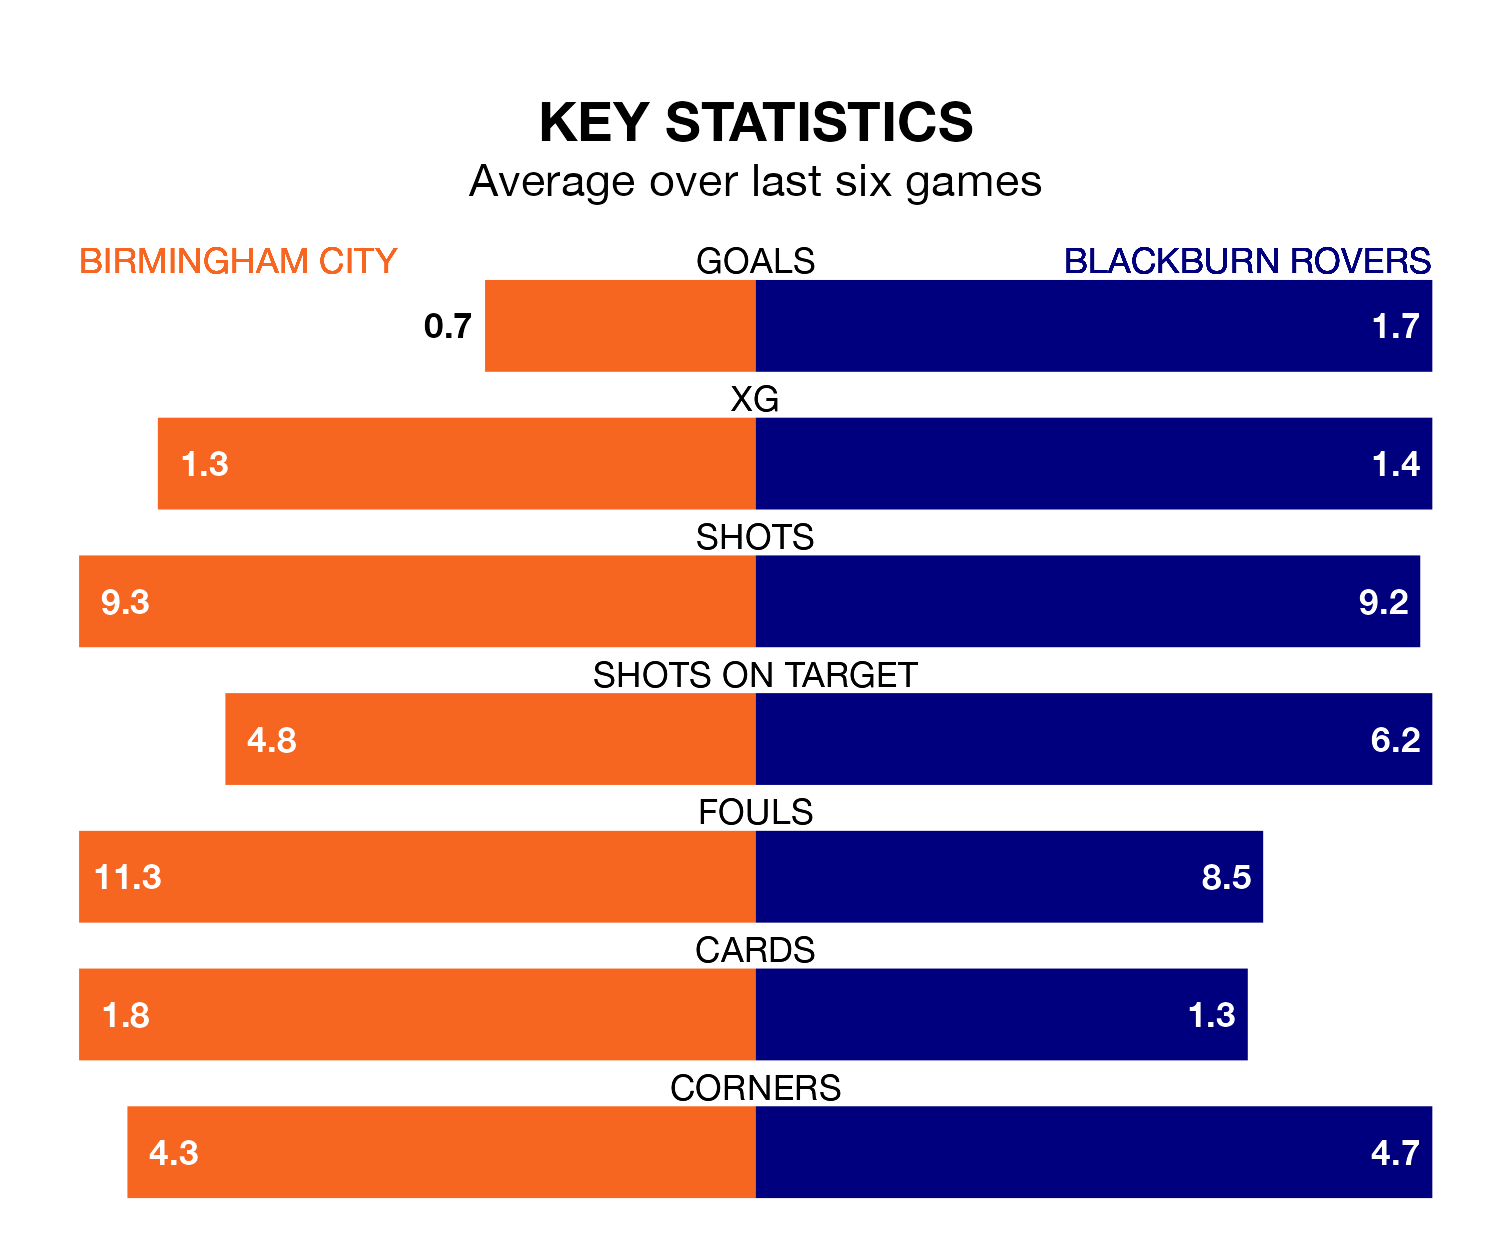 KEY STATISTICS
Average over last six games
BIRMINGHAM CITY GOALS BLACKBURN ROVERS
0.7 1.7
XG
1.3 1.4
SHOTS
9.3 9.2
SHOTS ON TARGET
4.8 6.2
FOULS
11.3 8.5
CARDS
1.8 1.3
CORNERS
4.3 4.7